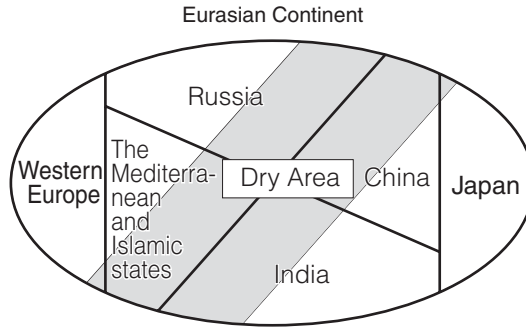 Eurasian Continent
Russia
Western
Europe
The
Mediterra-
nean
and
Islamic
states
Dry Area
China
Japan
India